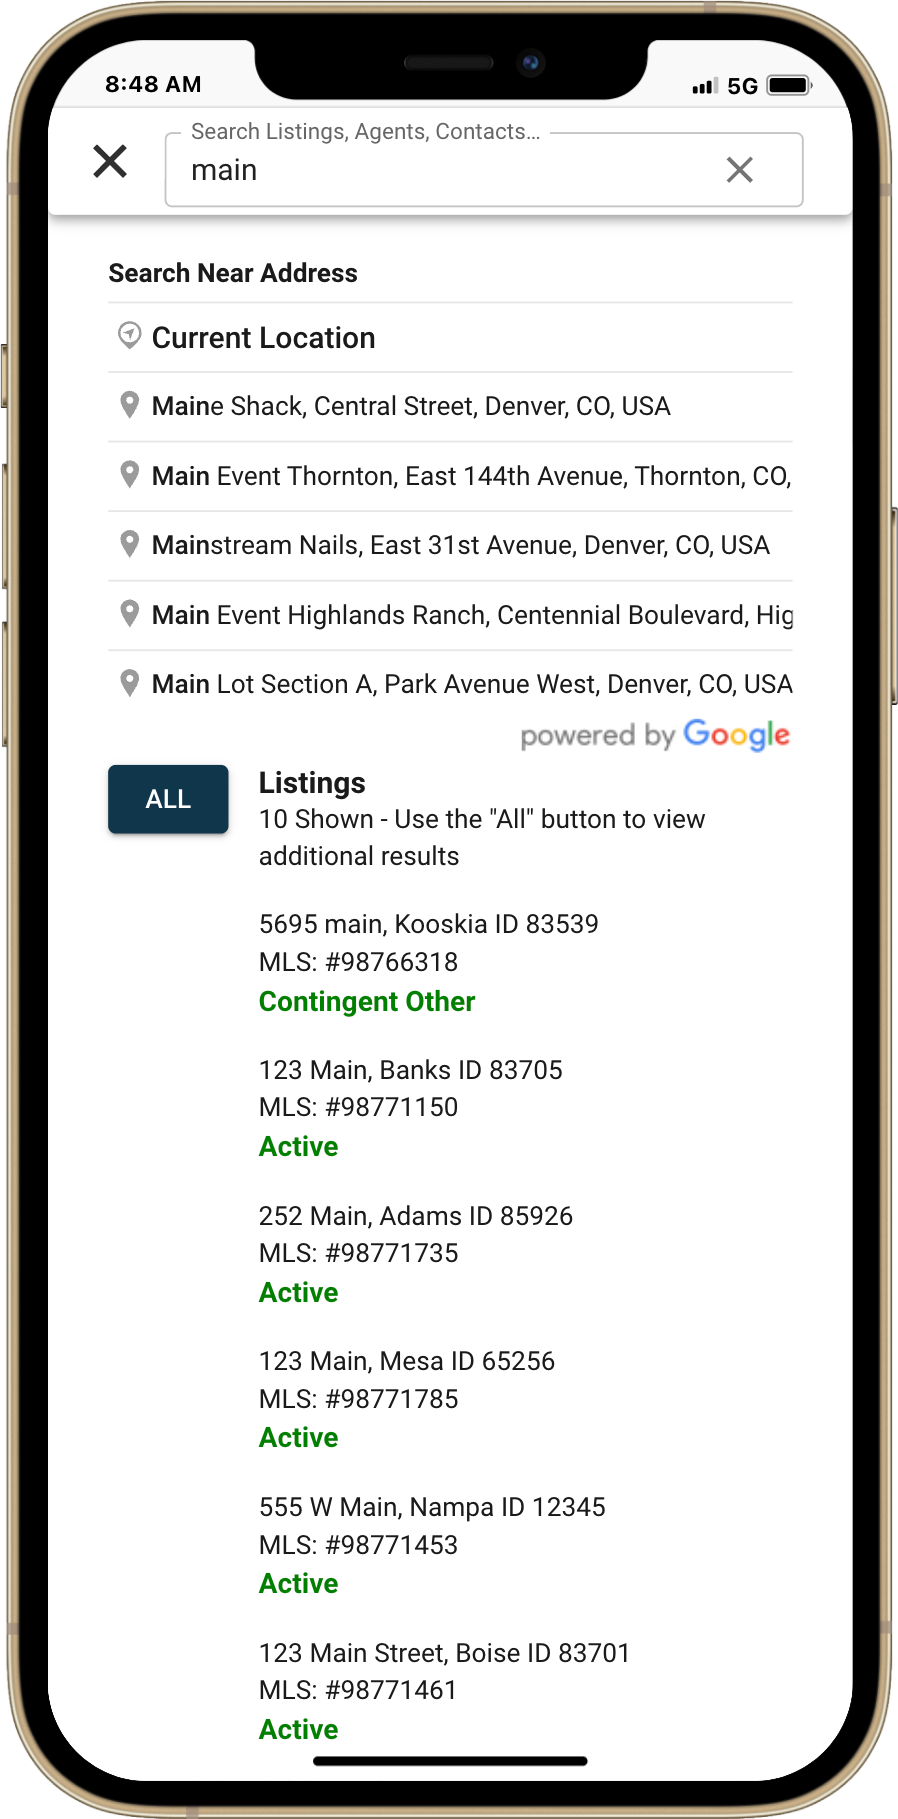 8:48 AM
5G
Search Listings, Agents, Contacts...
main
Search Near Address
Current Location
Maine Shack, Central Street, Denver, CO, USA
Main Event Thornton, East 144th Avenue, Thornton, CO,
Mainstream Nails, East 31st Avenue, Denver, CO, USA
Main Event Highlands Ranch, Centennial Boulevard, Hig
Main Lot Section A, Park Avenue West, Denver, CO, USA
powered by Google
ALL
Listings
10 Shown - Use the "All" button to view
additional results
5695 main, Kooskia ID 83539
MLS: #98766318
Contingent Other
123 Main, Banks ID 83705
MLS: #98771150
Active
252 Main, Adams ID 85926
MLS: #98771735
Active
123 Main, Mesa ID 65256
MLS: #98771785
Active
555 W Main, Nampa ID 12345
MLS: #98771453
Active
123 Main Street, Boise ID 83701
MLS: #98771461
Active